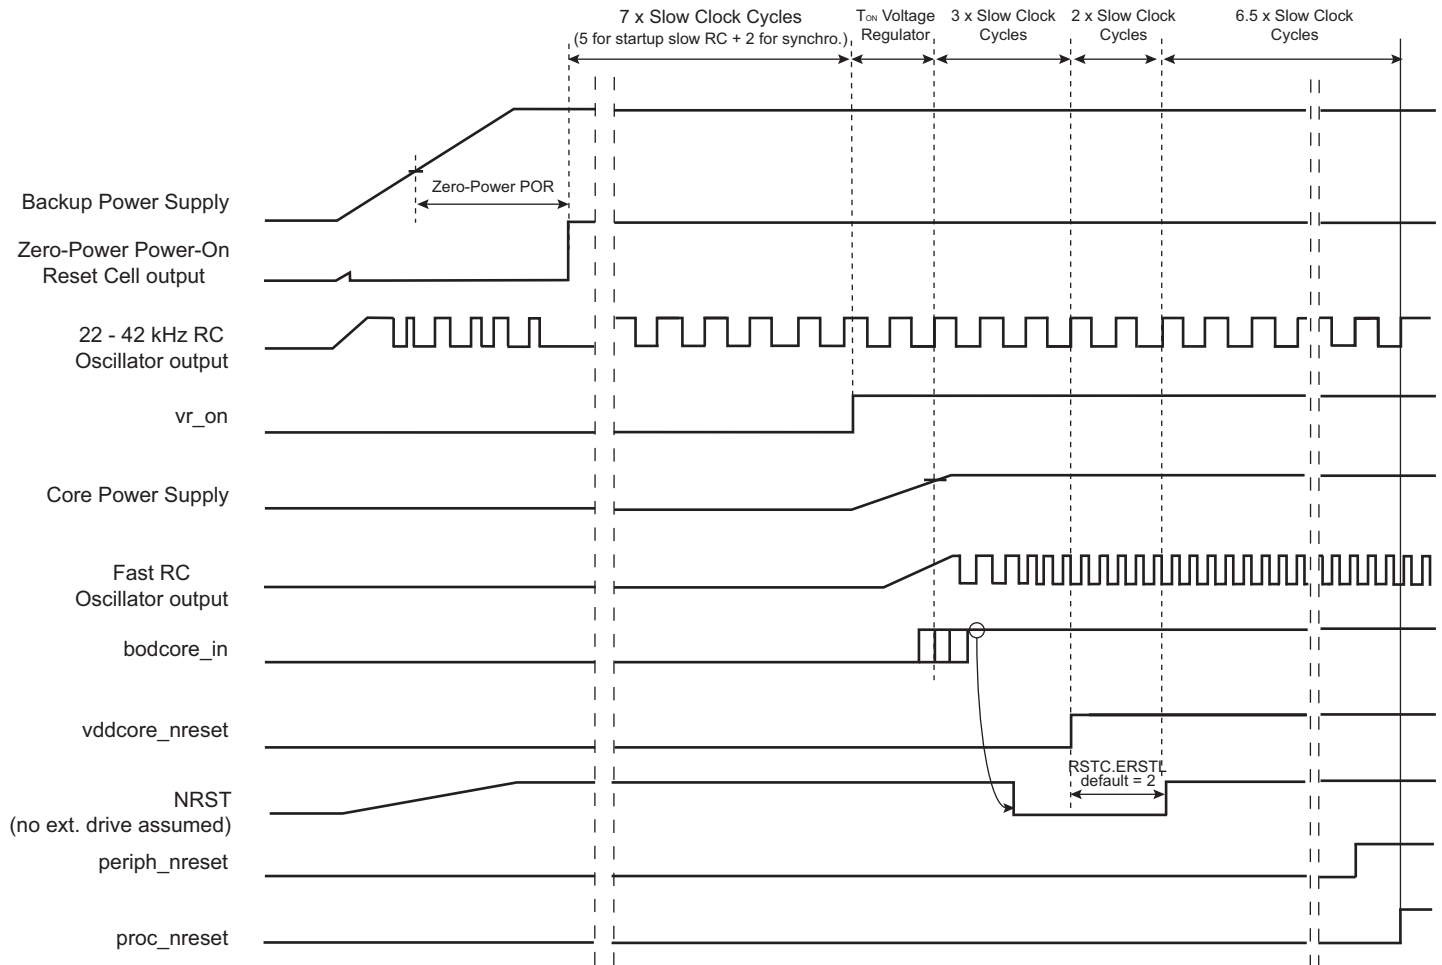 7 x Slow Clock Cycles
(5 for startup slow RC + 2 for synchro.)
TON Voltage
Regulator
3 x Slow Clock
Cycles
2 x Slow Clock
Cycles
6.5 x Slow Clock
Cycles
Backup Power Supply
Zero-Power POR
Zero-Power Power-On
Reset Cell output
22 - 42 kHz RC
Oscillator output
vr_on
Core Power Supply
Fast RC
Oscillator output
bodcore_in
vddcore_nreset
RSTC.ERSTL
default = 2
NRST
(no ext. drive assumed)
periph_nreset
proc_nreset